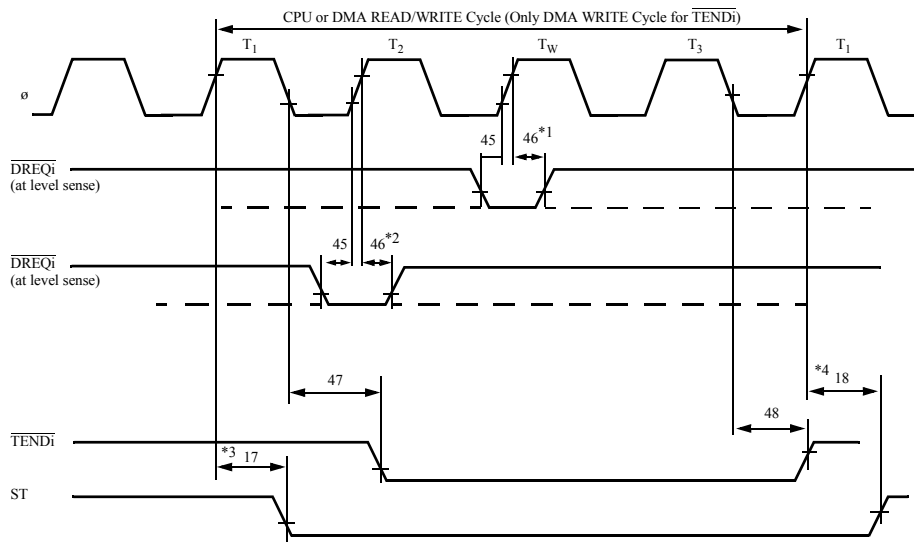 CPU or DMA READ/WRITE Cycle (Only DMA WRITE Cycle for TENDi)
T1 T2 TW T3 T1
ø
45 46*1
DREQi
(at level sense)
45 46*2
DREQi
(at level sense)
47 *4 18
48
TENDi
*3 17
ST